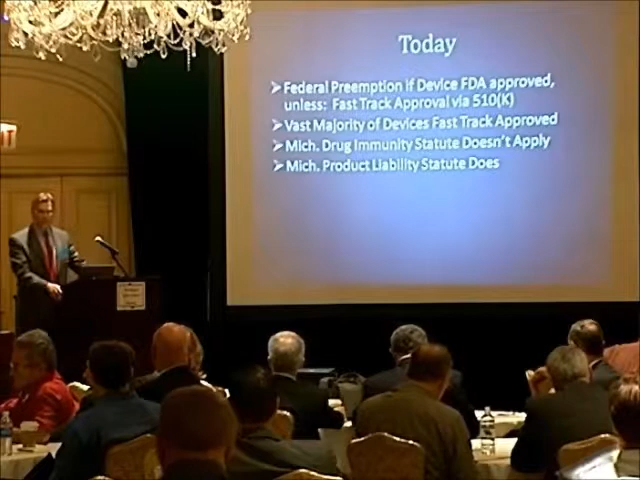 Today
➢Federal Preemption if Device FDA approved,
unless: Fast Track Approval via 510(K)
➢Vast Majority of Devices Fast Track Approved
➢Mich. Drug Immunity Statute Doesn't Apply
➢Mich. Product Liability Statute Does